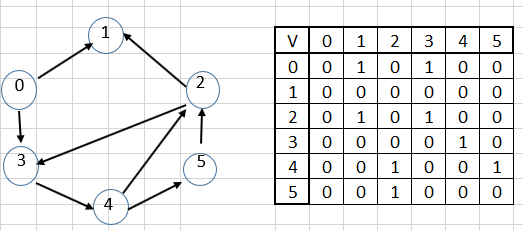 1
0
2
3
5
4
V 0 1 2 3 4 5
0 0 1 0 1 0 0
1 0 0 0 0 0 0
2 0 1 0 1 0 0
3 0 0 0 0 1 0
4 0 0 1 0 0 1
5 0 0 1 0 0 0